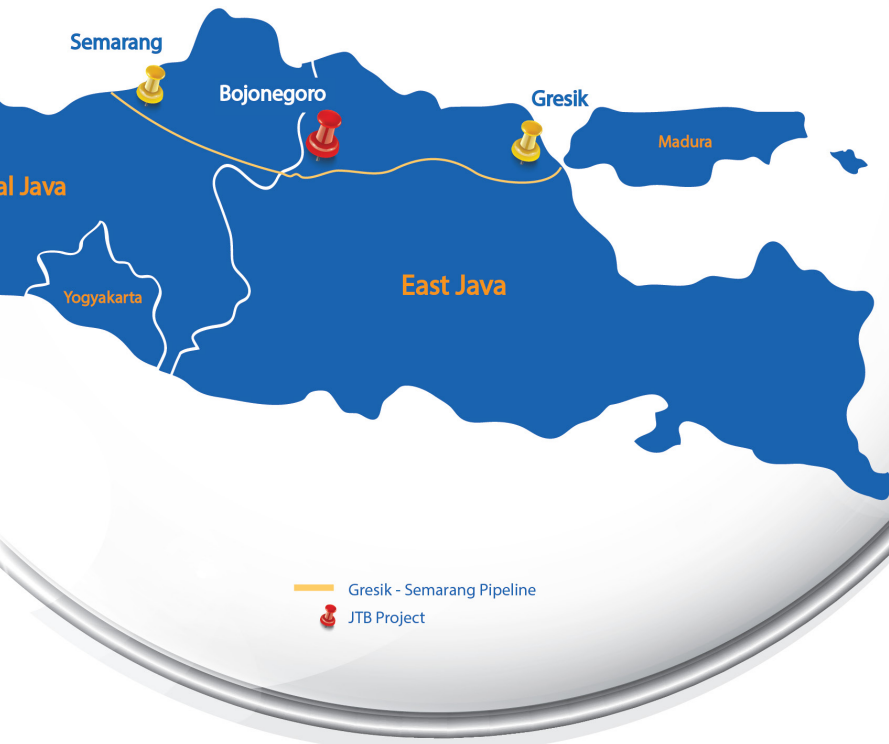 Semarang
Bojonegoro
Gresik
Madura
al Java
East Java
Yogyakarta
Gresik - Semarang Pipeline
JTB Project